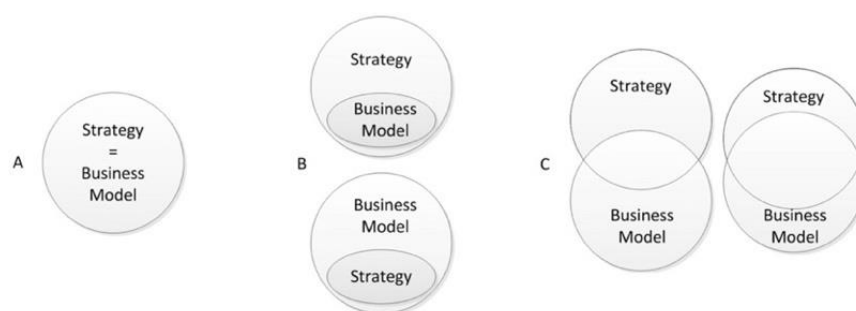 A
Strategy
=
Business
Model
B
Strategy
Business
Model
Business
Model
Strategy
C
Strategy
Business
Model
Strategy
Business
Model